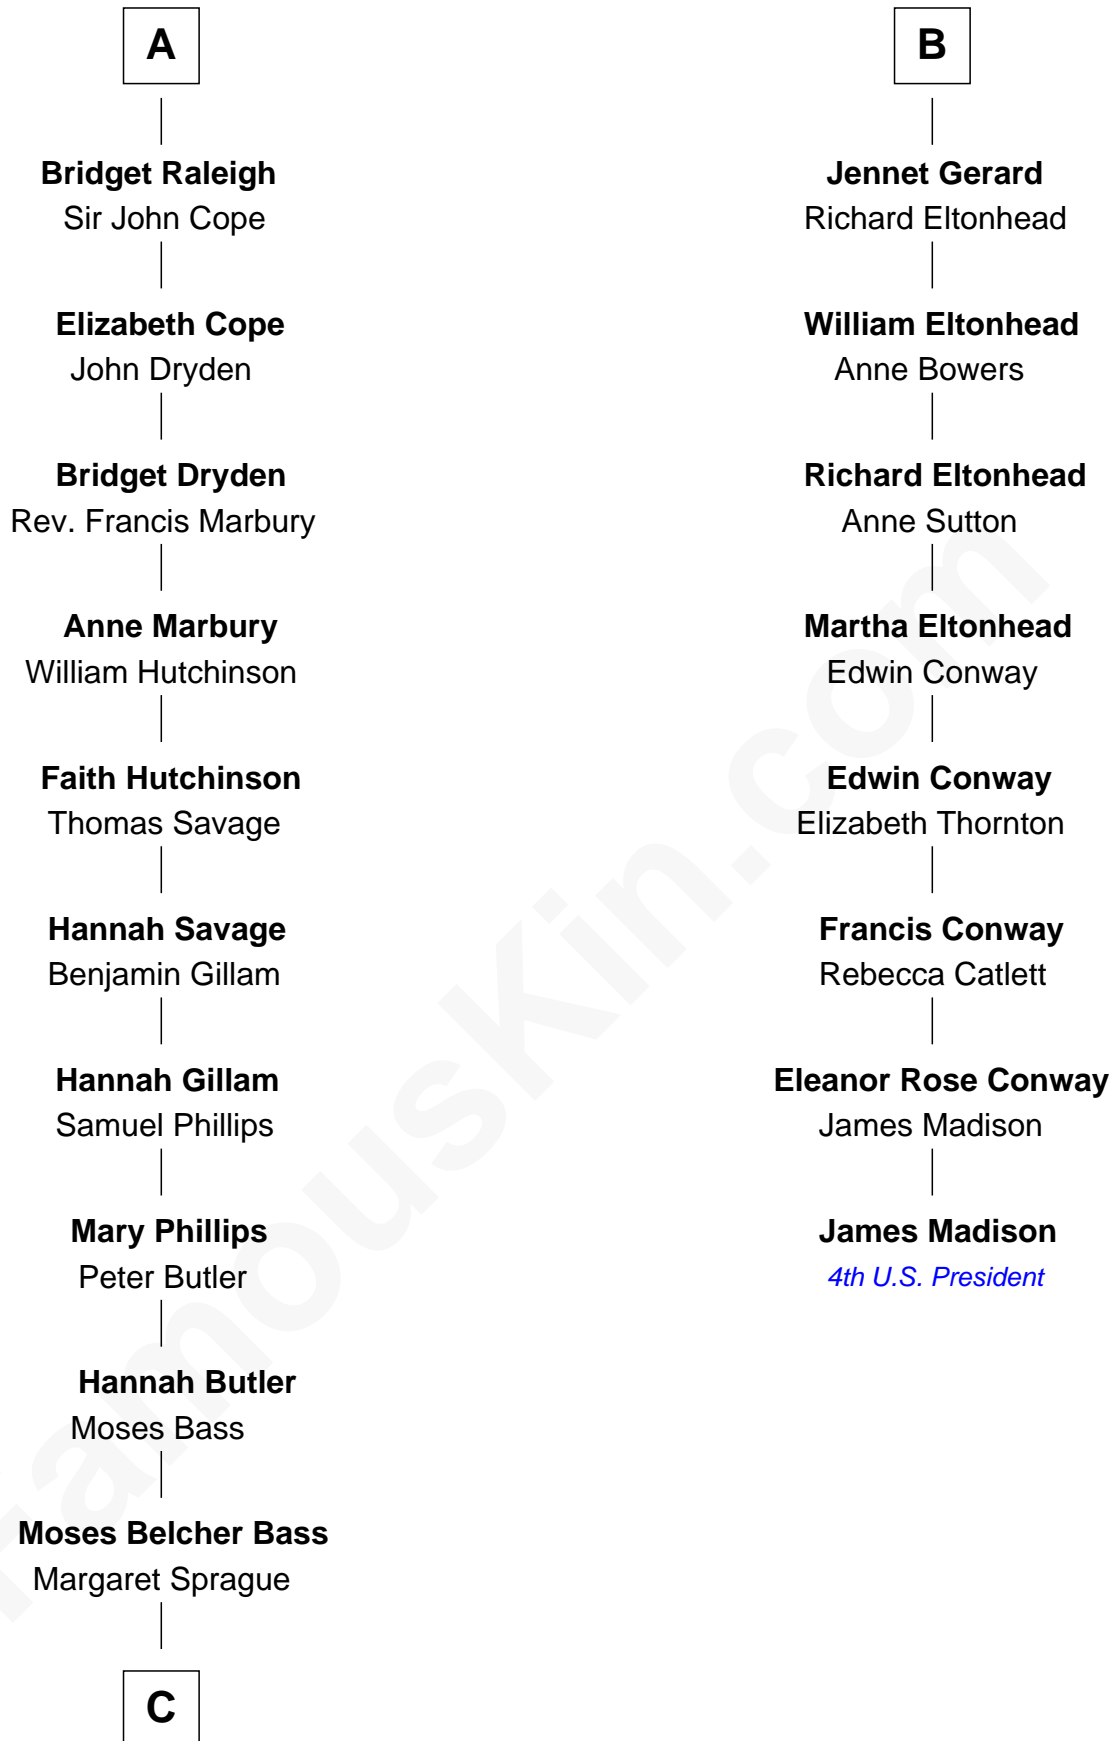 A
Bridget Raleigh
Sir John Cope
Elizabeth Cope
John Dryden
Bridget Dryden
Rev. Francis Marbury
Anne Marbury
William Hutchinson
Faith Hutchinson
Thomas Savage
Hannah Savage
Benjamin Gillam
Hannah Gillam
Samuel Phillips
Mary Phillips
Peter Butler
Hannah Butler
Moses Bass
Moses Belcher Bass
Margaret Sprague
C
B
Jennet Gerard
Richard Eltonhead
William Eltonhead
Anne Bowers
Richard Eltonhead
Anne Sutton
Martha Eltonhead
Edwin Conway
Edwin Conway
Elizabeth Thornton
Francis Conway
Rebecca Catlett
Eleanor Rose Conway
James Madison
James Madison
4th U.S. President
FamousKin.com